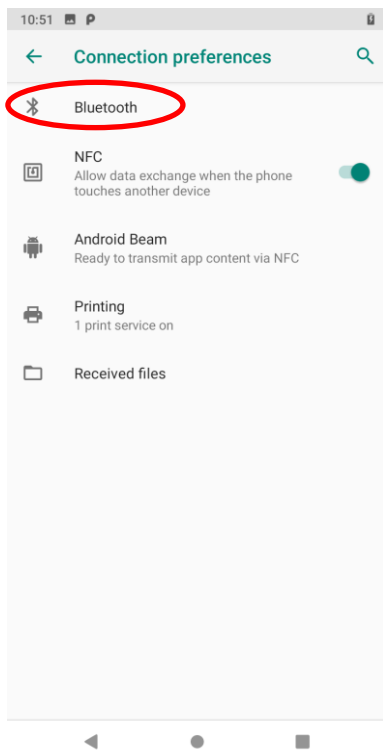 10:51
Connection preferences
Bluetooth
NFC
Allow data exchange when the phone
touches another device
Android Beam
Ready to transmit app content via NFC
Printing
1 print service on
Received files